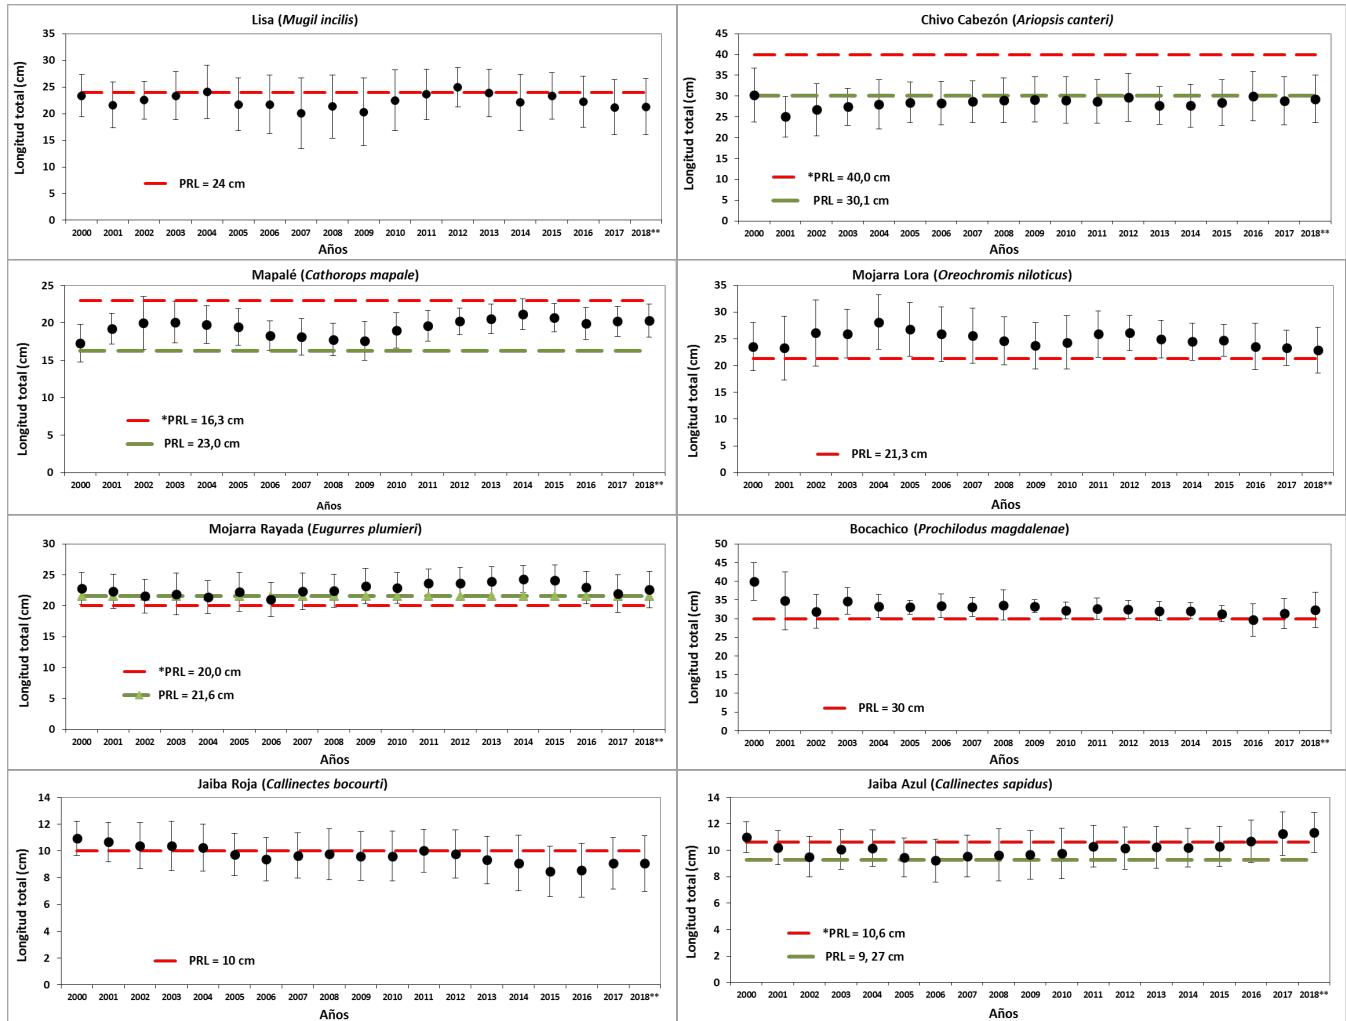 Lisa (Mugil incilis)
Longitud total (cm)
35
30
25
20
15
10
5
0
PRL = 24 cm
2000 2001 2002 2003 2004 2005 2006 2007 2008 2009 2010 2011 2012 2013 2014 2015 2016 2017 2018**
Años
Chivo Cabezón (Ariopsis canteri)
Longitud total (cm)
45
40
35
30
25
20
15
10
5
0
*PRL = 40,0 cm
PRL = 30,1 cm
2000 2001 2002 2003 2004 2005 2006 2007 2008 2009 2010 2011 2012 2013 2014 2015 2016 2017 2018**
Años
Mapalé (Cathorops mapale)
Longitud total (cm)
25
20
15
10
5
0
*PRL = 16,3 cm
PRL = 23,0 cm
2000 2001 2002 2003 2004 2005 2006 2007 2008 2009 2010 2011 2012 2013 2014 2015 2016 2017 2018**
Años
Mojarra Lora (Oreochromis niloticus)
Longitud total (cm)
35
30
25
20
15
10
5
0
PRL = 21,3 cm
2000 2001 2002 2003 2004 2005 2006 2007 2008 2009 2010 2011 2012 2013 2014 2015 2016 2017 2018**
Años
Mojarra Rayada (Eugurres plumieri)
Longitud total (cm)
30
25
20
15
10
5
0
*PRL = 20,0 cm
PRL = 21,6 cm
2000 2001 2002 2003 2004 2005 2006 2007 2008 2009 2010 2011 2012 2013 2014 2015 2016 2017 2018**
Años
Bocachico (Prochilodus magdalenae)
Longitud total (cm)
50
45
40
35
30
25
20
15
10
5
0
PRL = 30 cm
2000 2001 2002 2003 2004 2005 2006 2007 2008 2009 2010 2011 2012 2013 2014 2015 2016 2017 2018**
Años
Jaiba Roja (Callinectes bocourti)
Longitud total (cm)
14
12
10
8
6
4
2
0
PRL = 10 cm
2000 2001 2002 2003 2004 2005 2006 2007 2008 2009 2010 2011 2012 2013 2014 2015 2016 2017 2018**
Años
Jaiba Azul (Callinectes sapidus)
Longitud total (cm)
14
12
10
8
6
4
2
0
*PRL = 10,6 cm
PRL = 9, 27 cm
2000 2001 2002 2003 2004 2005 2006 2007 2008 2009 2010 2011 2012 2013 2014 2015 2016 2017 2018**
Años